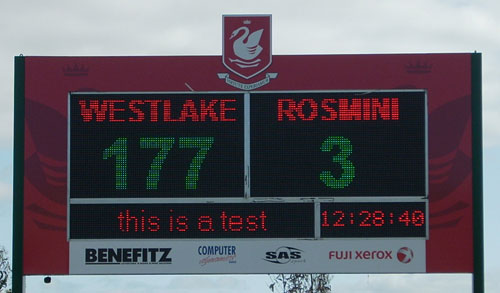 WESTLAKE ROSMINI
177 3
this is a test 12:28:40
BENEFITZ COMPUTER SAS FUJI XEROX